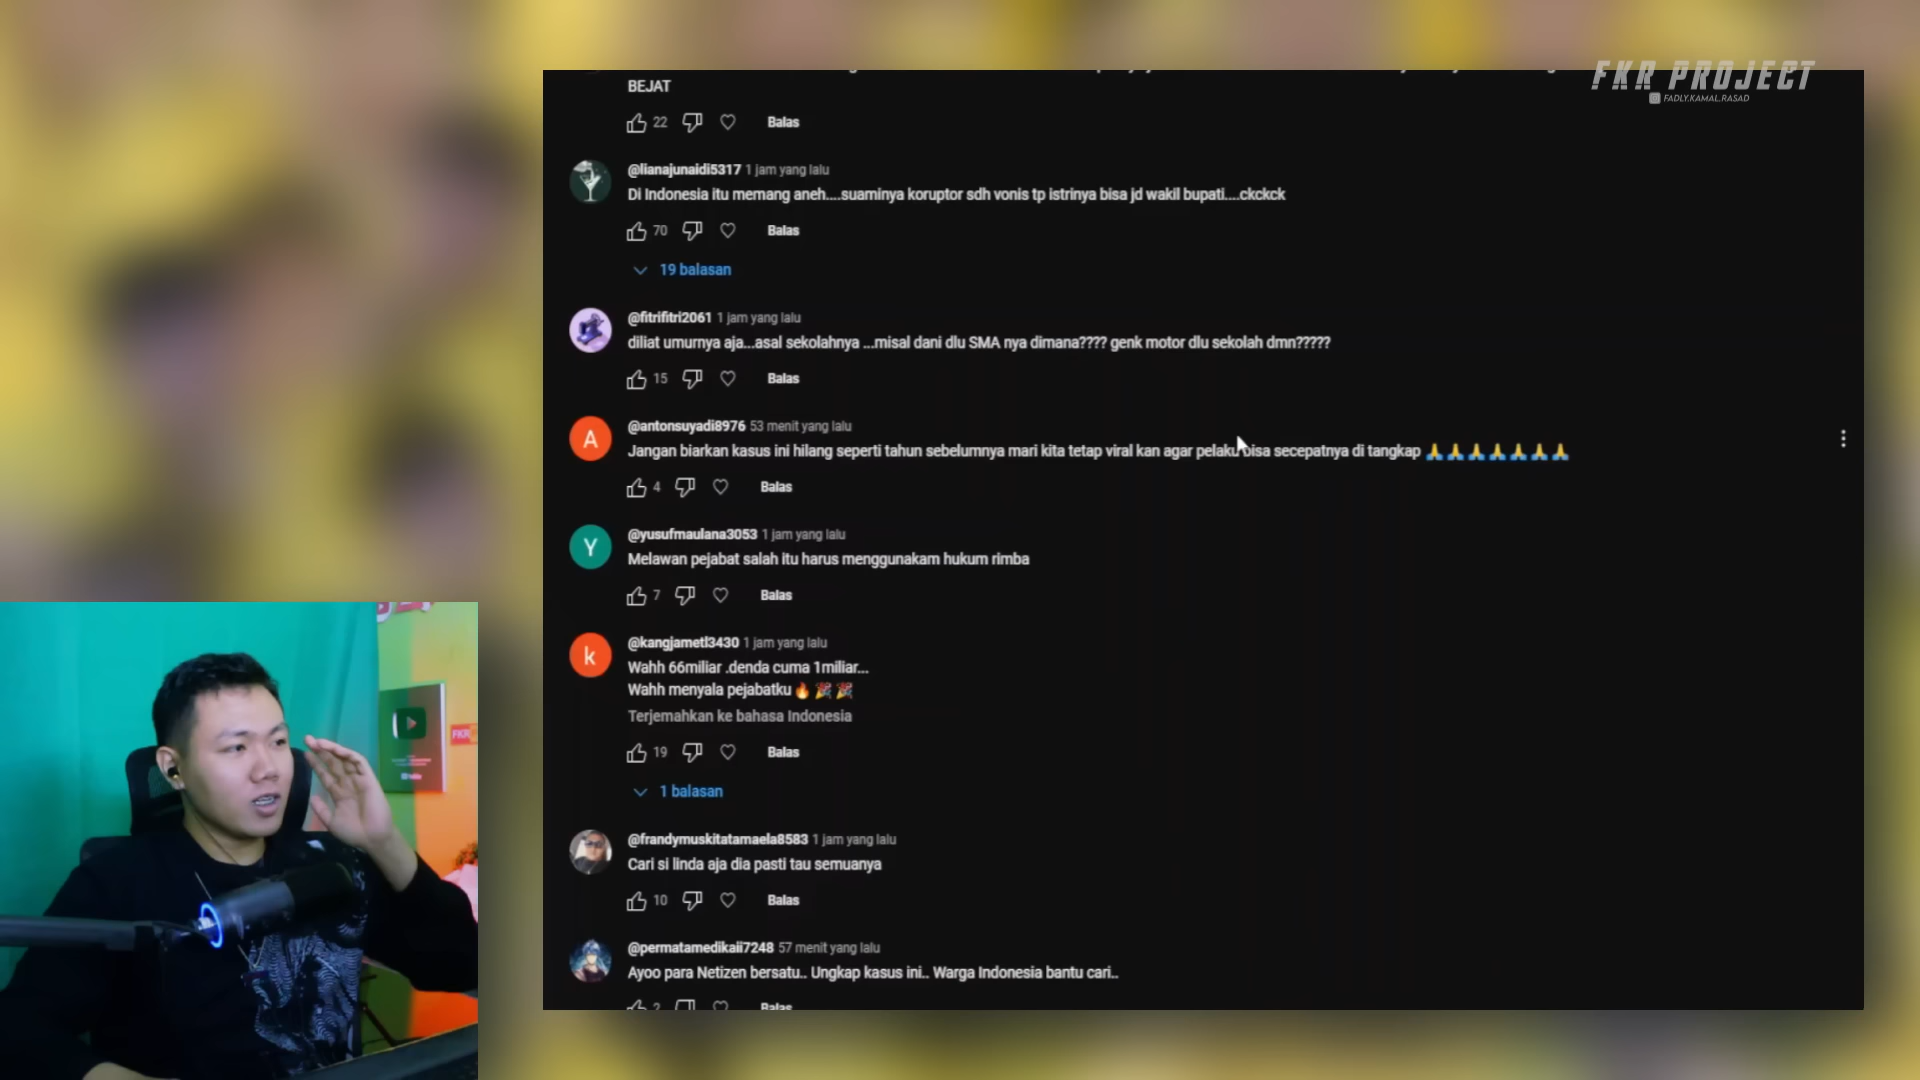 FKR PROJECT
FADLY.KAMAL.RASAD
BEJAT
22 Balas
@lianajunaidi5317 1 jam yang lalu
Di Indonesia itu memang aneh....suaminya koruptor sdh vonis tp istrinya bisa jd wakil bupati....ckckck
70 Balas
19 balasan
@fitrifitri2061 1 jam yang lalu
diliat umurnya aja...asal sekolahnya ...misal dani dlu SMA nya dimana???? genk motor dlu sekolah dmn?????
15 Balas
A
@antonsuyadi8976 53 menit yang lalu
Jangan biarkan kasus ini hilang seperti tahun sebelumnya mari kita tetap viral kan agar pelaku bisa secepatnya di tangkap 🙏🙏🙏🙏🙏🙏🙏
4 Balas
Y
@yusufmaulana3053 1 jam yang lalu
Melawan pejabat salah itu harus menggunakam hukum rimba
7 Balas
k
@kangjametl3430 1 jam yang lalu
Wahh 66miliar .denda cuma 1miliar...
Wahh menyala pejabatku🔥🎉🎉
Terjemahkan ke bahasa Indonesia
19 Balas
1 balasan
@frandymuskitatamaela8583 1 jam yang lalu
Cari si linda aja dia pasti tau semuanya
10 Balas
@permatamedikaii7248 57 menit yang lalu
Ayoo para Netizen bersatu.. Ungkap kasus ini.. Warga Indonesia bantu cari..
2 Balas
FKR